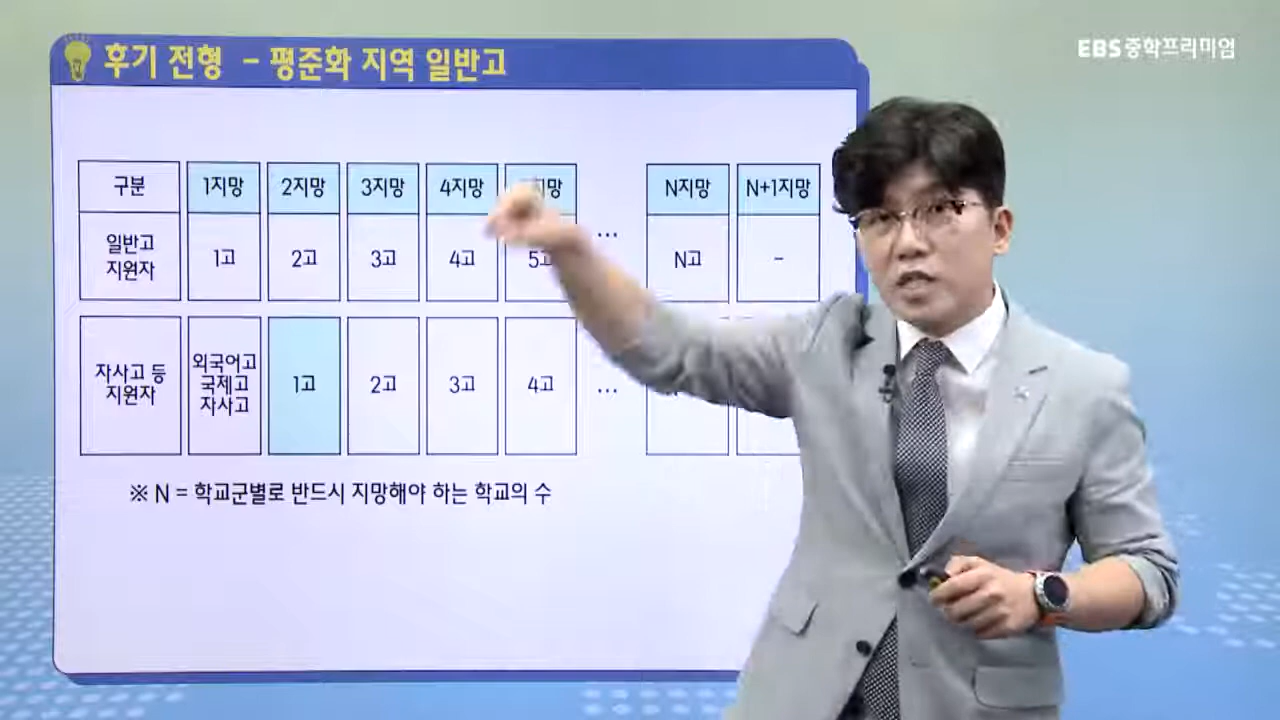 EBS 중학프리미엄
후기 전형 - 평준화 지역 일반고
구분 1지망 2지망 3지망 4지망 N지망 N+1지망
일반고
지원자 1고 2고 3고 4고 5고 ... N고 -
자사고 등
지원자 외국어고
국제고
자사고 1고 2고 3고 4고 ...
※ N = 학교군별로 반드시 지망해야 하는 학교의 수